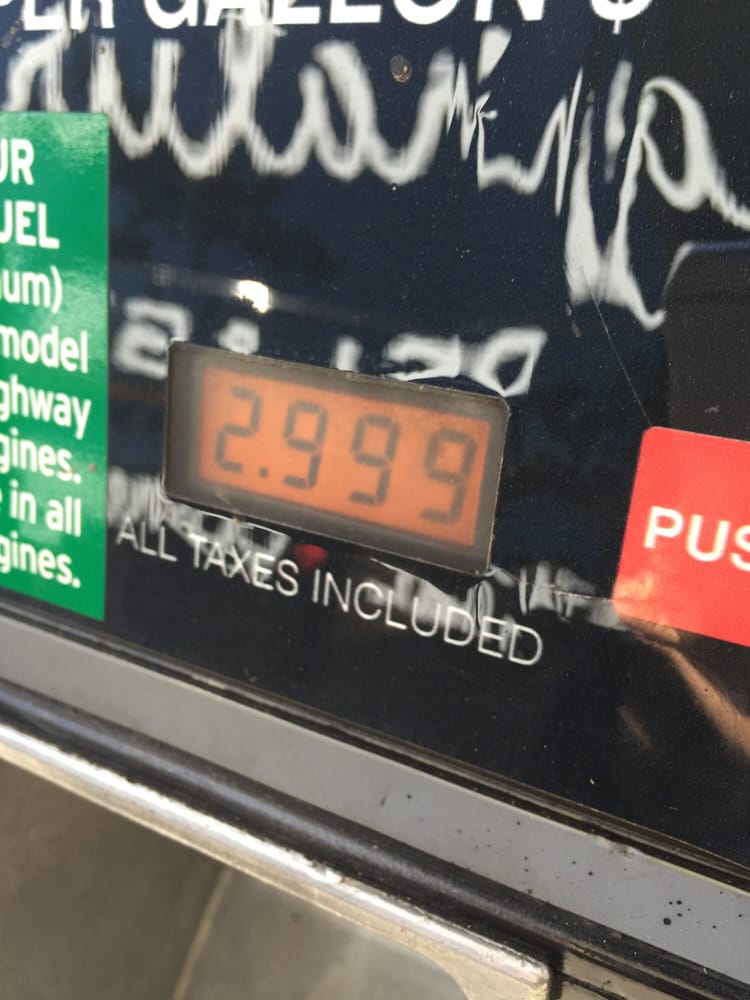 PER GALLON $
UR
UEL
um)
model
ghway
gines.
in all
gines.
2.999
ALL TAXES INCLUDED
PUS